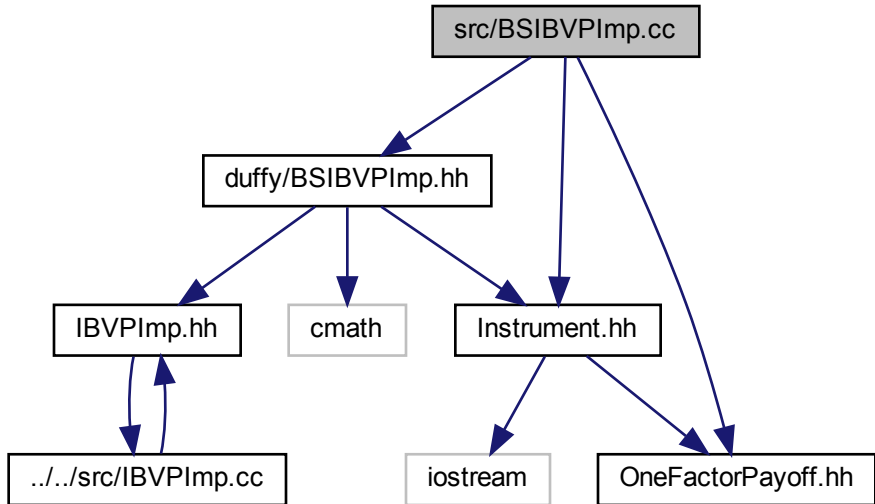 src/BSIBVPImp.cc
duffy/BSIBVPImp.hh
IBVPImp.hh
cmath
Instrument.hh
../../src/IBVPImp.cc
iostream
OneFactorPayoff.hh